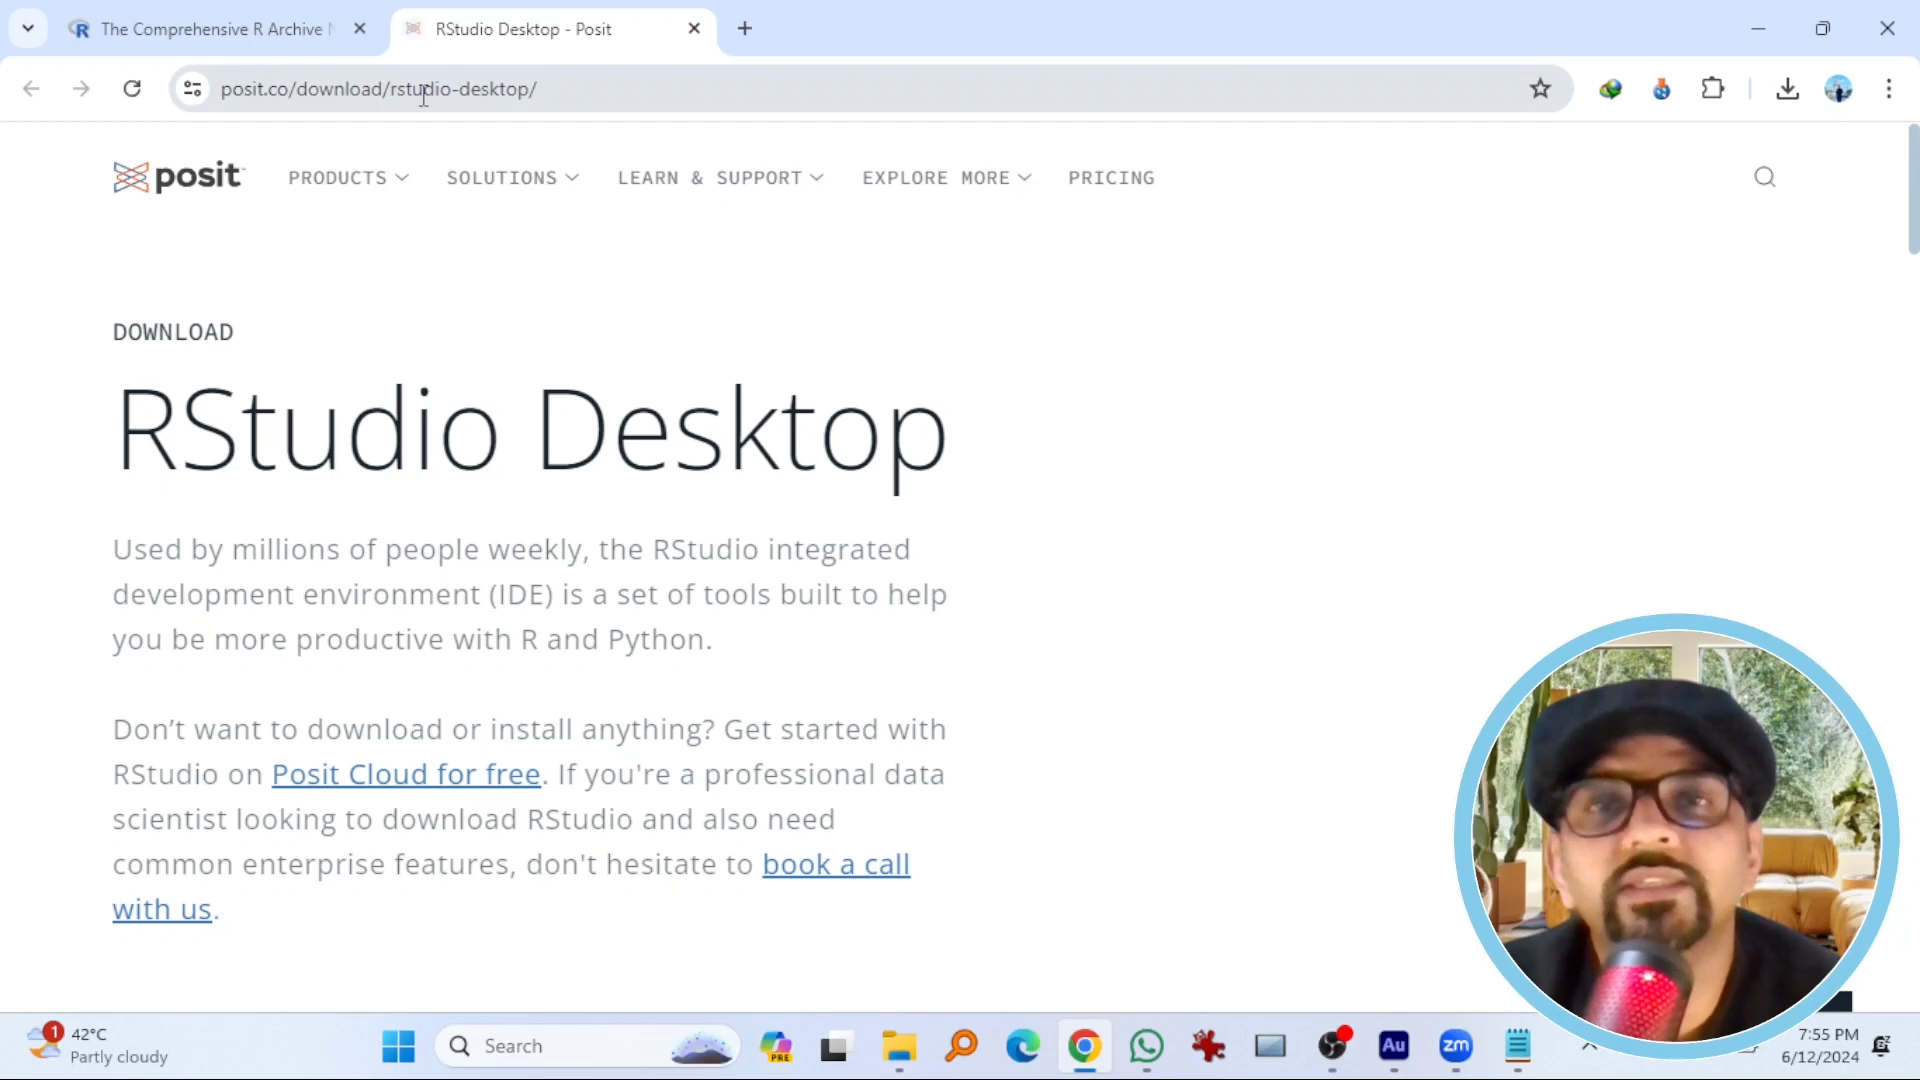 The Comprehensive R Archive
RStudio Desktop - Posit
posit.co/download/rstudio-desktop/
posit
PRODUCTS
SOLUTIONS
LEARN & SUPPORT
EXPLORE MORE
PRICING
DOWNLOAD
RStudio Desktop
Used by millions of people weekly, the RStudio integrated
development environment (IDE) is a set of tools built to help
you be more productive with R and Python.
Don’t want to download or install anything? Get started with
RStudio on Posit Cloud for free. If you're a professional data
scientist looking to download RStudio and also need
common enterprise features, don't hesitate to book a call
with us.
1
42°C
Partly cloudy
Search
PRE
Au
zm
7:55 PM
6/12/2024